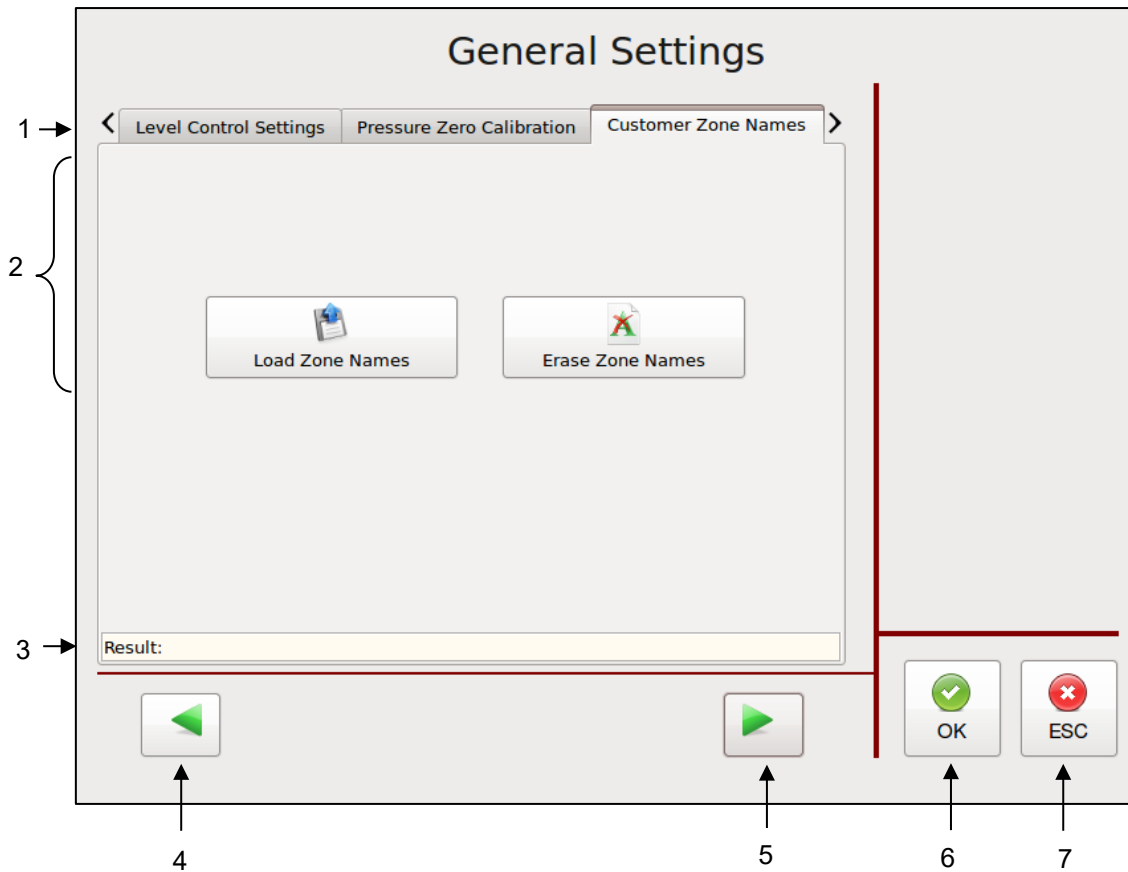 General Settings
1
Level Control Settings
Pressure Zero Calibration
Customer Zone Names
2
Load Zone Names
Erase Zone Names
3
Result:
OK
ESC
4
5
6
7